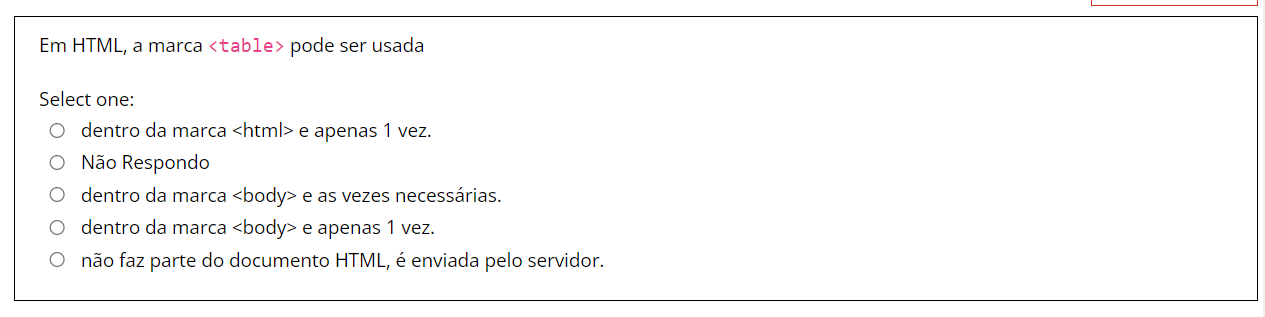 Em HTML, a marca <table> pode ser usada
Select one:
dentro da marca <html> e apenas 1 vez.
Não Respondo
dentro da marca <body> e as vezes necessárias.
dentro da marca <body> e apenas 1 vez.
não faz parte do documento HTML, é enviada pelo servidor.